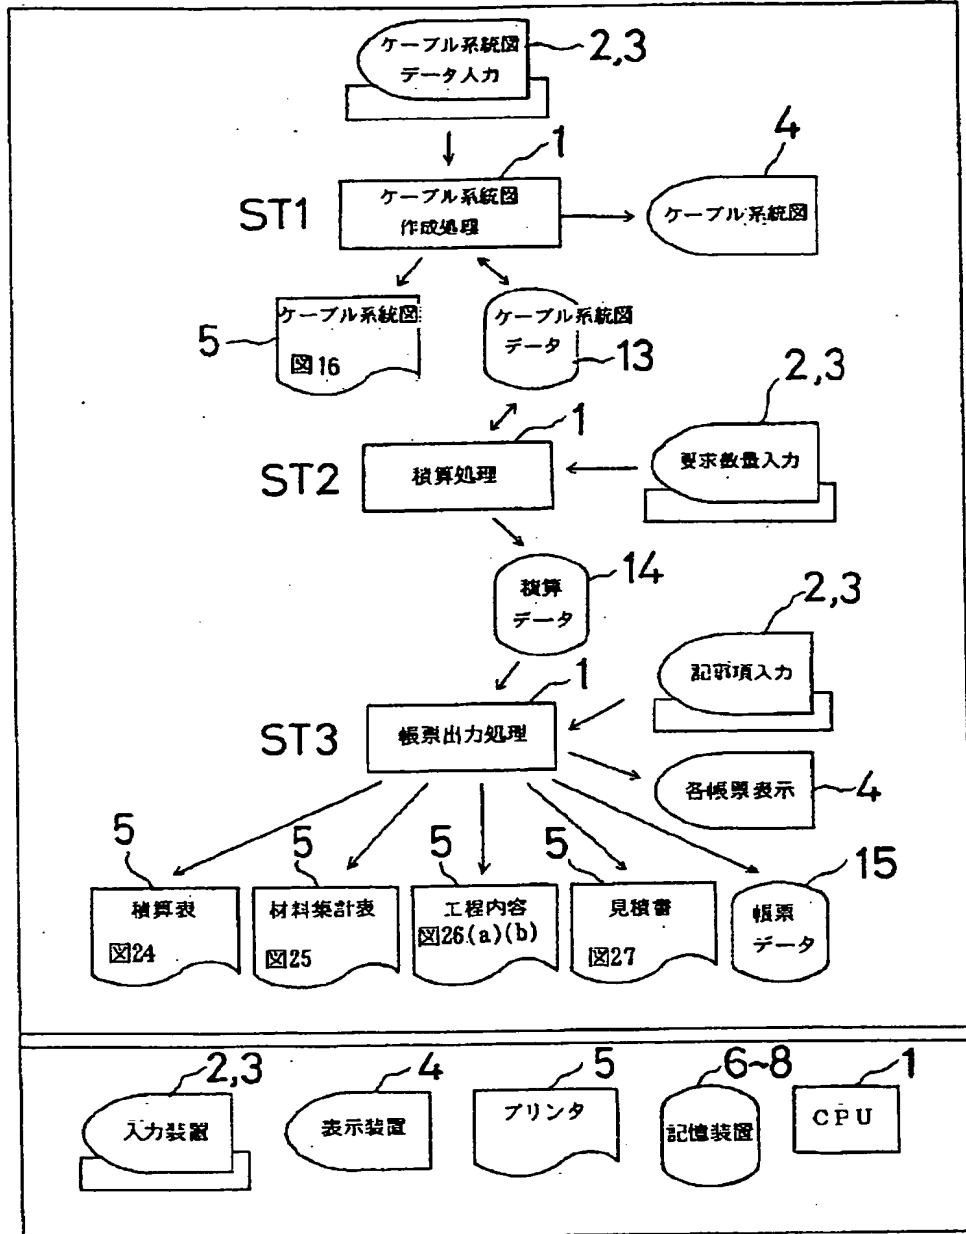 ケーブル系統図
データ入力
2,3
1
4
ST1
ケーブル系統図
作成処理
ケーブル系統図
5
ケーブル系統図
図16
ケーブル系統図
データ
13
2,3
1
ST2
積算処理
要求数量入力
14
積算
データ
2,3
1
記事項入力
ST3
帳票出力処理
各帳票表示
4
5
5
5
5
15
積算表
図24
材料集計表
図25
工程内容
図26.(a)(b)
見積書
図27
帳票
データ
2,3
4
5
6~8
1
入力装置
表示装置
プリンタ
記憶装置
CPU